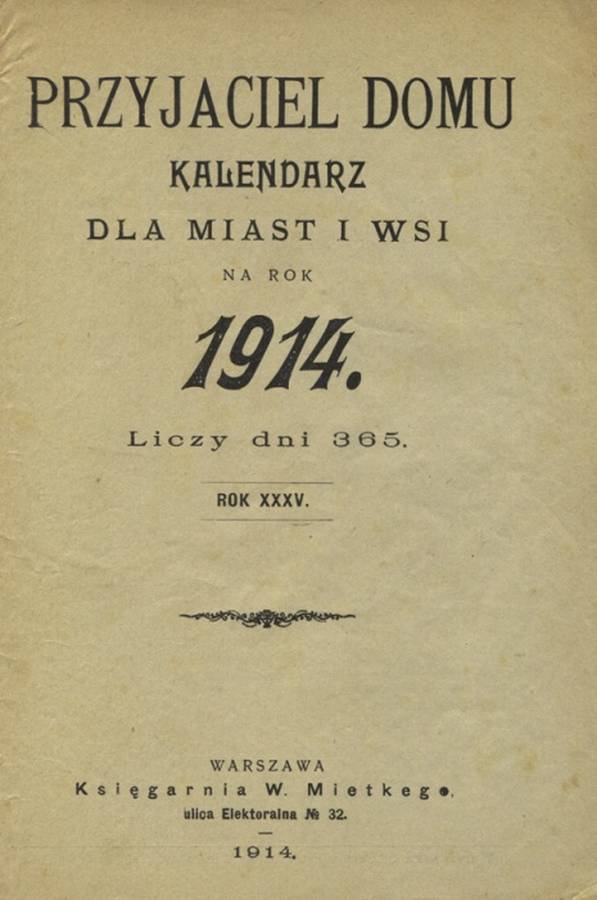 PRZYJACIEL DOMU
KALENDARZ
DLA MIAST I WSI
NA ROK
1914.
Liczy dni 365.
ROK XXXV.
WARSZAWA
Księgarnia W. Mietkego,
ulica Elektoralna № 32.
1914.